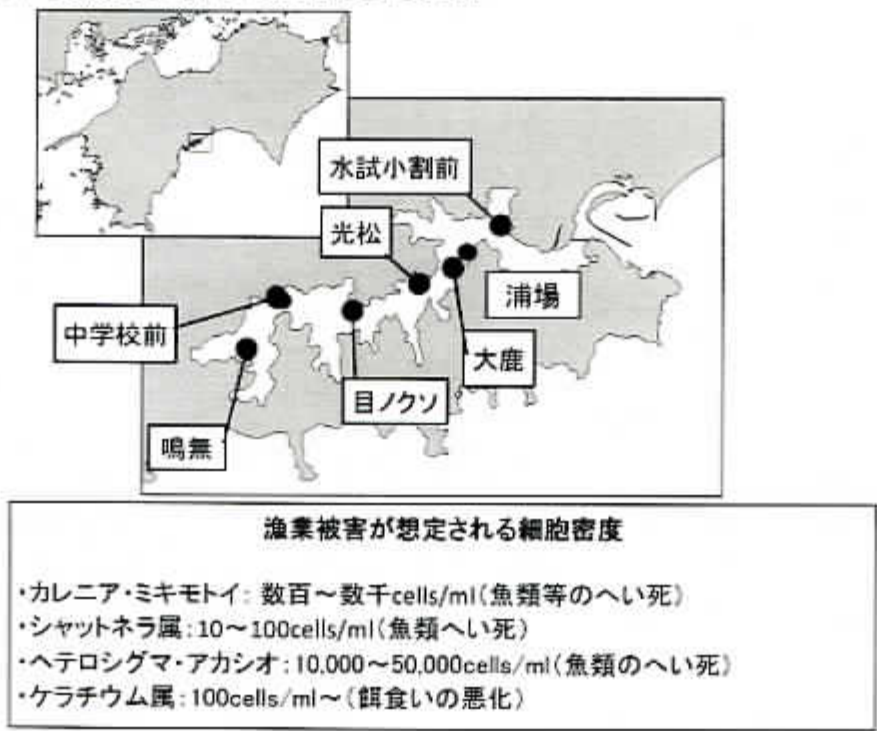 水試小割前
光松
浦場
中学校前
大鹿
目ノクソ
鳴無
漁業被害が想定される細胞密度
・カレニア・ミキモトイ: 数百～数千cells/ml(魚類等のへい死)
・シャットネラ属:10～100cells/ml(魚類へい死)
・ヘテロシグマ・アカシオ:10,000～50,000cells/ml(魚類のへい死)
・ケラチウム属:100cells/ml～(餌食いの悪化)